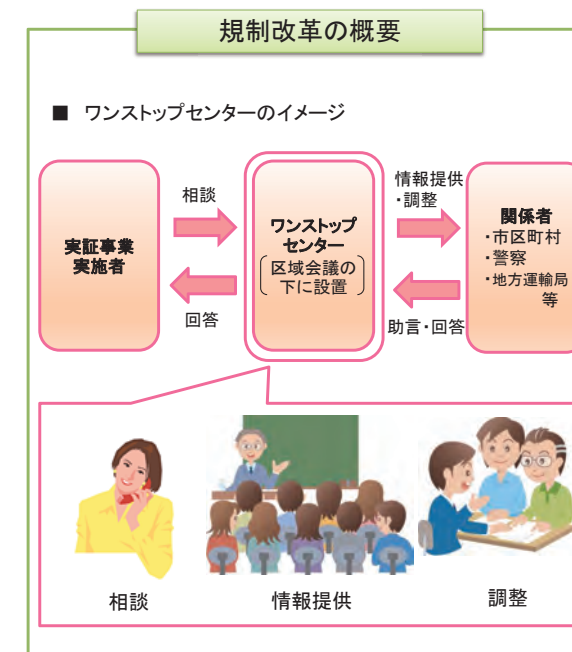 規制改革の概要
■ ワンストップセンターのイメージ
実証事業
実施者
相談
回答
ワンストップ
センター
区域会議の
下に設置
情報提供
・調整
助言・回答
関係者
・市区町村
・警察
・地方運輸局
等
相談
情報提供
調整